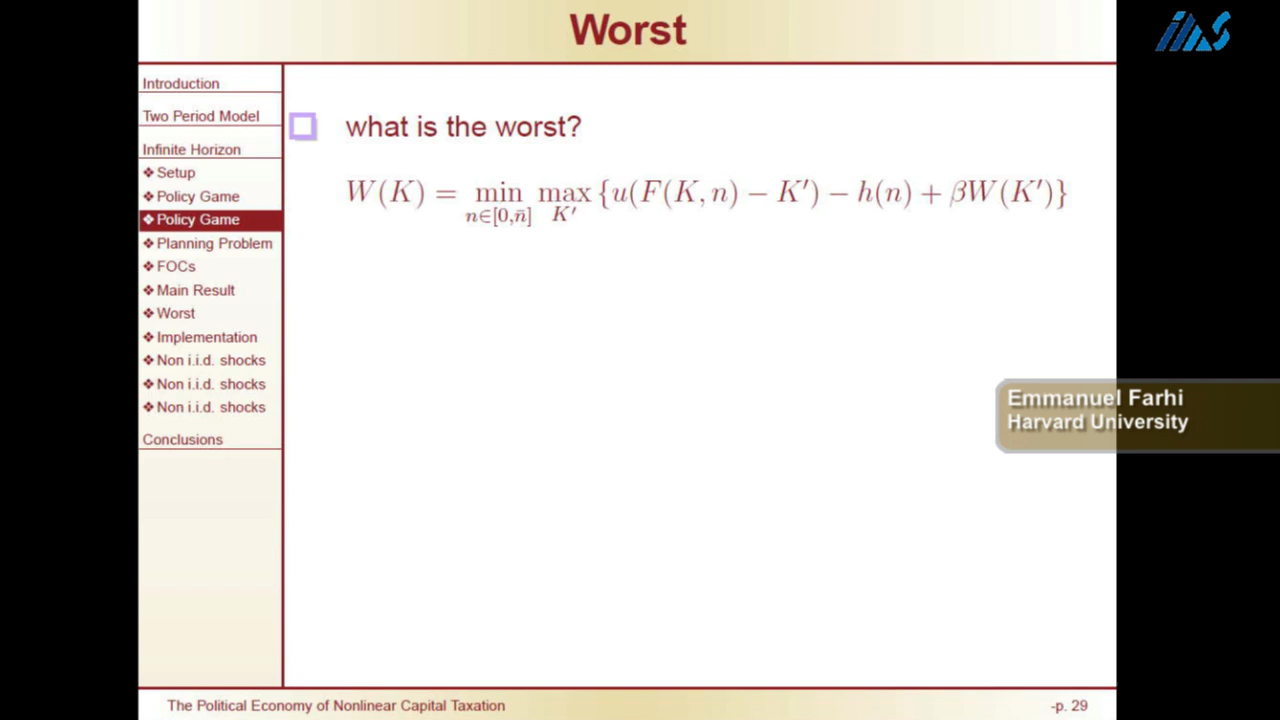 Worst
Introduction
Two Period Model
Infinite Horizon
❖ Setup
❖ Policy Game
❖ Policy Game
❖ Planning Problem
❖ FOCs
❖ Main Result
❖ Worst
❖ Implementation
❖ Non i.i.d. shocks
❖ Non i.i.d. shocks
❖ Non i.i.d. shocks
Conclusions
what is the worst?
W(K) = min max {u(F(K, n) − K′) − h(n) + βW(K′)}
n∈[0,n̄] K′
Emmanuel Farhi
Harvard University
The Political Economy of Nonlinear Capital Taxation
-p. 29